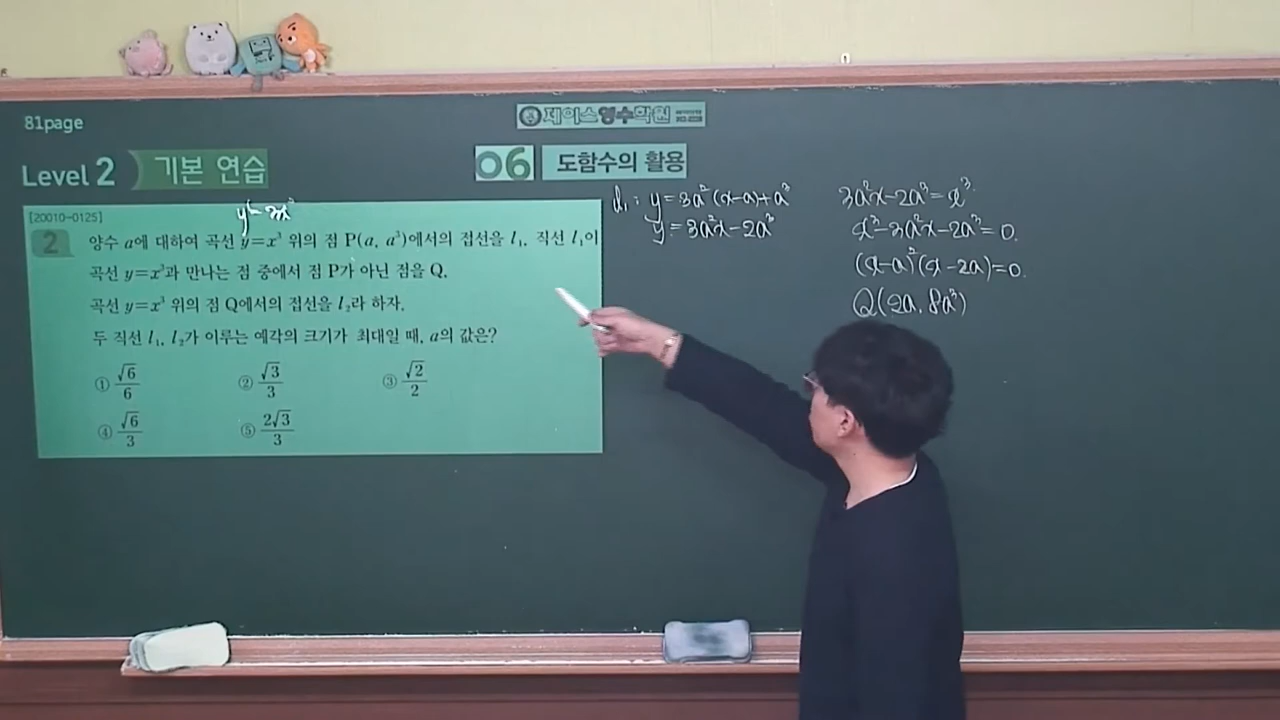 81page
제이스영수학원
Level 2 기본 연습
06 도함수의 활용
[20010-0125]
y'=3x²
2 양수 a에 대하여 곡선 y=x³ 위의 점 P(a, a³)에서의 접선을 l₁, 직선 l₁이
곡선 y=x³과 만나는 점 중에서 점 P가 아닌 점을 Q,
곡선 y=x³ 위의 점 Q에서의 접선을 l₂라 하자.
두 직선 l₁, l₂가 이루는 예각의 크기가 최대일 때, a의 값은?
① √6/6 ② √3/3 ③ √2/2
④ √6/3 ⑤ 2√3/3
l₁ : y=3a²(x-a)+a³
y=3a²x-2a³
3a²x-2a³=x³
x³-3a²x-2a³=0.
(x-a)²(x-2a)=0.
Q(2a, 8a³)